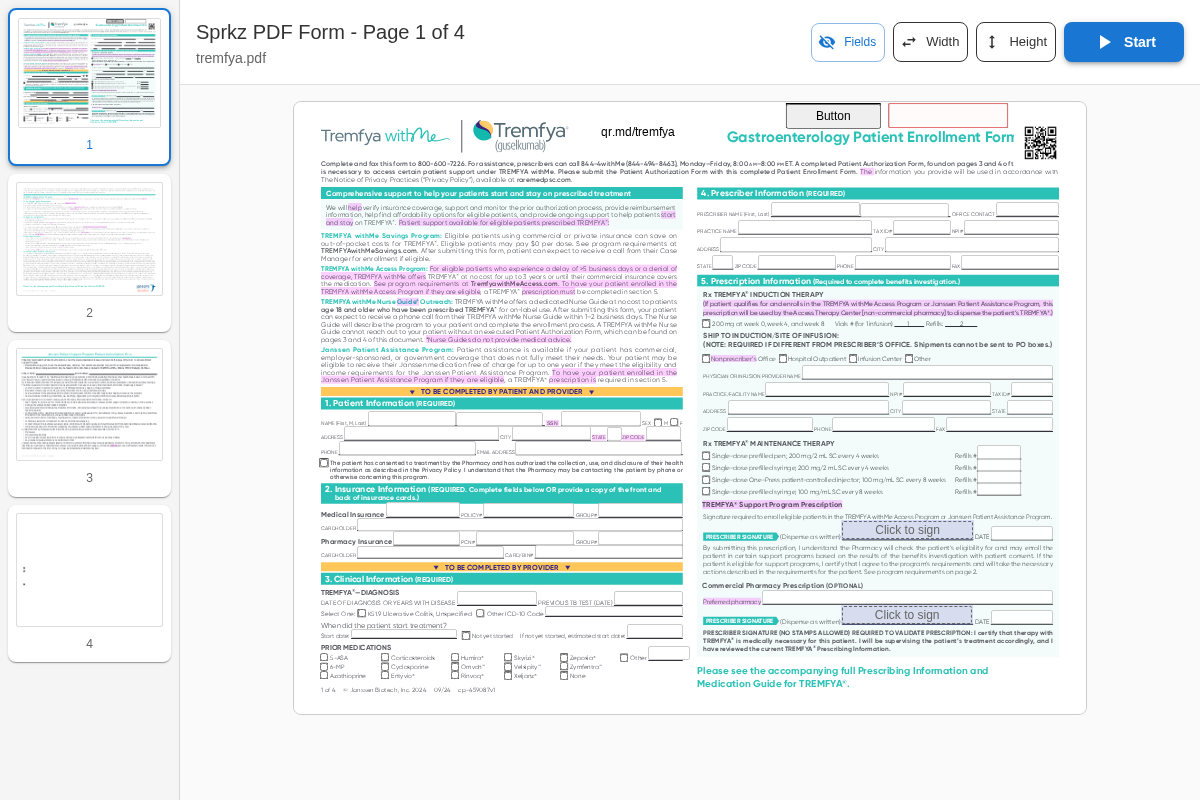 Sprkz PDF Form - Page 1 of 4
tremfya.pdf
Fields
Width
Height
Start
1
2
3
4
Button
Tremfya withMe
Tremfya®
(guselkumab)
qr.md/tremfya
Gastroenterology Patient Enrollment Form
Complete and fax this form to 800-600-7226. For assistance, prescribers can call 844-4withMe (844-494-8463), Monday–Friday, 8:00 AM–8:00 PM ET. A completed Patient Authorization Form, found on pages 3 and 4 of t
is necessary to access certain patient support under TREMFYA withMe. Please submit the Patient Authorization Form with this completed Patient Enrollment Form. The information you provide will be used in accordance with
The Notice of Privacy Practices ("Privacy Policy"), available at raremedpsc.com.
Comprehensive support to help your patients start and stay on prescribed treatment
We will help verify insurance coverage, support and monitor the prior authorization process, provide reimbursement
information, help find affordability options for eligible patients, and provide ongoing support to help patients start
and stay on TREMFYA®. Patient support available for eligible patients prescribed TREMFYA®:
TREMFYA withMe Savings Program: Eligible patients using commercial or private insurance can save on
out-of-pocket costs for TREMFYA®. Eligible patients may pay $0 per dose. See program requirements at
TREMFYAwithMeSavings.com. After submitting this form, patient can expect to receive a call from their Case
Manager for enrollment if eligible.
TREMFYA withMe Access Program: For eligible patients who experience a delay of >5 business days or a denial of
coverage, TREMFYA withMe offers TREMFYA® at no cost for up to 3 years or until their commercial insurance covers
the medication. See program requirements at TremfyawithMeAccess.com. To have your patient enrolled in the
TREMFYA withMe Access Program if they are eligible, a TREMFYA® prescription must be completed in section 5.
TREMFYA withMe Nurse Guide* Outreach: TREMFYA withMe offers a dedicated Nurse Guide at no cost to patients
age 18 and older who have been prescribed TREMFYA® for on-label use. After submitting this form, your patient
can expect to receive a phone call from their TREMFYA withMe Nurse Guide within 1-2 business days. The Nurse
Guide will describe the program to your patient and complete the enrollment process. A TREMFYA withMe Nurse
Guide cannot reach out to your patient without an executed Patient Authorization Form, which can be found on
pages 3 and 4 of this document. *Nurse Guides do not provide medical advice.
Janssen Patient Assistance Program: Patient assistance is available if your patient has commercial,
employer-sponsored, or government coverage that does not fully meet their needs. Your patient may be
eligible to receive their Janssen medication free of charge for up to one year if they meet the eligibility and
income requirements for the Janssen Patient Assistance Program. To have your patient enrolled in the
Janssen Patient Assistance Program if they are eligible, a TREMFYA® prescription is required in section 5.
TO BE COMPLETED BY PATIENT AND PROVIDER
1. Patient Information (REQUIRED)
NAME (First, M, Last) SSN SEX M F
ADDRESS CITY STATE ZIP CODE
PHONE EMAIL ADDRESS
The patient has consented to treatment by the Pharmacy and has authorized the collection, use, and disclosure of their health
information as described in the Privacy Policy. I understand that the Pharmacy may be contacting the patient by phone or
otherwise concerning this program.
2. Insurance Information (REQUIRED. Complete fields below OR provide a copy of the front and
back of insurance cards.)
Medical Insurance POLICY# GROUP#
CARDHOLDER
Pharmacy Insurance PCN# GROUP#
CARDHOLDER CARD/BIN#
TO BE COMPLETED BY PROVIDER
3. Clinical Information (REQUIRED)
TREMFYA®—DIAGNOSIS
DATE OF DIAGNOSIS OR YEARS WITH DISEASE PREVIOUS TB TEST (DATE)
Select One: K51.9 Ulcerative Colitis, Unspecified Other ICD-10 Code
When did the patient start treatment?
Start date: Not yet started If not yet started, estimated start date:
PRIOR MEDICATIONS
5-ASA Corticosteroids Humira® Skyrizi® Zeposia® Other
6-MP Cyclosporine Omvoh™ Velsipity™ Zymfentra™
Azathioprine Entyvio® Rinvoq® Xeljanz® None
1 of 4 © Janssen Biotech, Inc. 2024 09/24 cp-459087v1
4. Prescriber Information (REQUIRED)
PRESCRIBER NAME (First, Last) OFFICE CONTACT
PRACTICE NAME TAX ID# NPI #
ADDRESS CITY
STATE ZIP CODE PHONE FAX
5. Prescription Information (Required to complete benefits investigation.)
Rx TREMFYA® INDUCTION THERAPY
(If patient qualifies for and enrolls in the TREMFYA withMe Access Program or Janssen Patient Assistance Program, this
prescription will be used by the Access Therapy Center [non-commercial pharmacy] to dispense the patient's TREMFYA®.)
200 mg at week 0, week 4, and week 8 Vials # (for 1 infusion) 1 Refills: 2
SHIP TO INDUCTION/SITE OF INFUSION:
(NOTE: REQUIRED IF DIFFERENT FROM PRESCRIBER'S OFFICE. Shipments cannot be sent to PO boxes.)
Nonprescriber's Office Hospital Outpatient Infusion Center Other
PHYSICIAN OR INFUSION PROVIDER NAME
PRACTICE/FACILITY NAME NPI# TAX ID#
ADDRESS CITY STATE
ZIP CODE PHONE FAX
Rx TREMFYA® MAINTENANCE THERAPY
Single-dose prefilled pen; 200 mg/2 mL SC every 4 weeks Refills #
Single-dose prefilled syringe; 200 mg/2 mL SC every 4 weeks Refills #
Single-dose One-Press patient-controlled injector; 100 mg/mL SC every 8 weeks Refills #
Single-dose prefilled syringe; 100 mg/mL SC every 8 weeks Refills #
TREMFYA® Support Program Prescription
Signature required to enroll eligible patients in the TREMFYA withMe Access Program or Janssen Patient Assistance Program.
PRESCRIBER SIGNATURE (Dispense as written) Click to sign DATE
By submitting this prescription, I understand the Pharmacy will check the patient's eligibility for and may enroll the
patient in certain support programs based on the results of the benefits investigation with patient consent. If the
patient is eligible for support programs, I certify that I agree to the program's requirements and will take the necessary
actions described in the requirements for the patient. See program requirements on page 2.
Commercial Pharmacy Prescription (OPTIONAL)
Preferred pharmacy
PRESCRIBER SIGNATURE (Dispense as written) Click to sign DATE
PRESCRIBER SIGNATURE (NO STAMPS ALLOWED) REQUIRED TO VALIDATE PRESCRIPTION: I certify that therapy with
TREMFYA® is medically necessary for this patient. I will be supervising the patient's treatment accordingly, and I
have reviewed the current TREMFYA® Prescribing Information.
Please see the accompanying full Prescribing Information and
Medication Guide for TREMFYA®.